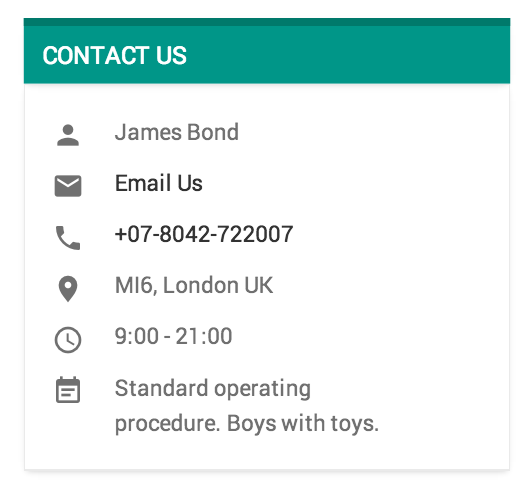 CONTACT US
James Bond
Email Us
+07-8042-722007
MI6, London UK
9:00 - 21:00
Standard operating
procedure. Boys with toys.